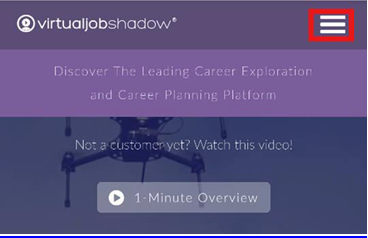 virtualjobshadow®
Discover The Leading Career Exploration
and Career Planning Platform
Not a customer yet? Watch this video!
1-Minute Overview